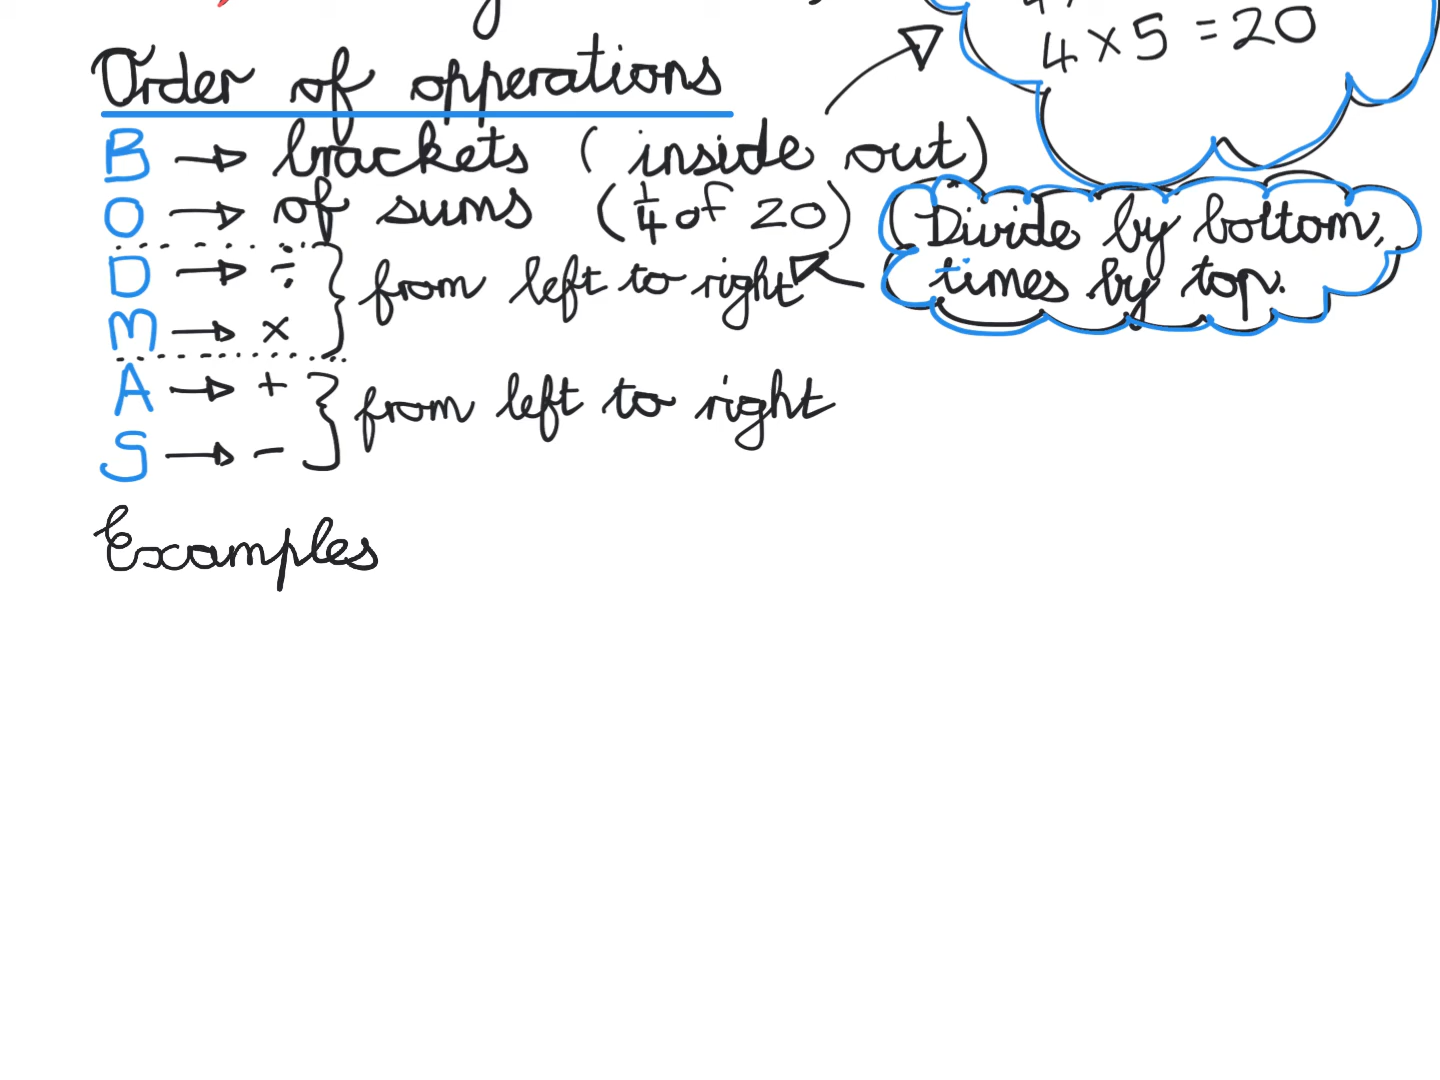 4 × 5 = 20
Order of opperations
B → brackets (inside out)
O → of sums (1/4 of 20)
Divide by bottom,
times by top.
D → ÷
M → × } from left to right
A → +
S → - } from left to right
Examples